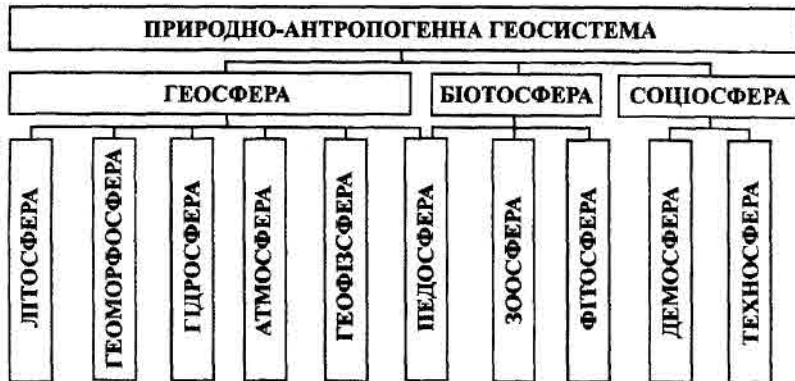 ПРИРОДНО-АНТРОПОГЕННА ГЕОСИСТЕМА
ГЕОСФЕРА
БІОТОСФЕРА
СОЦІОСФЕРА
ЛІТОСФЕРА
ГЕОМОРФОСФЕРА
ГІДРОСФЕРА
АТМОСФЕРА
ГЕОФІЗСФЕРА
ПЕДОСФЕРА
ЗООСФЕРА
ФІТОСФЕРА
ДЕМОСФЕРА
ТЕХНОСФЕРА